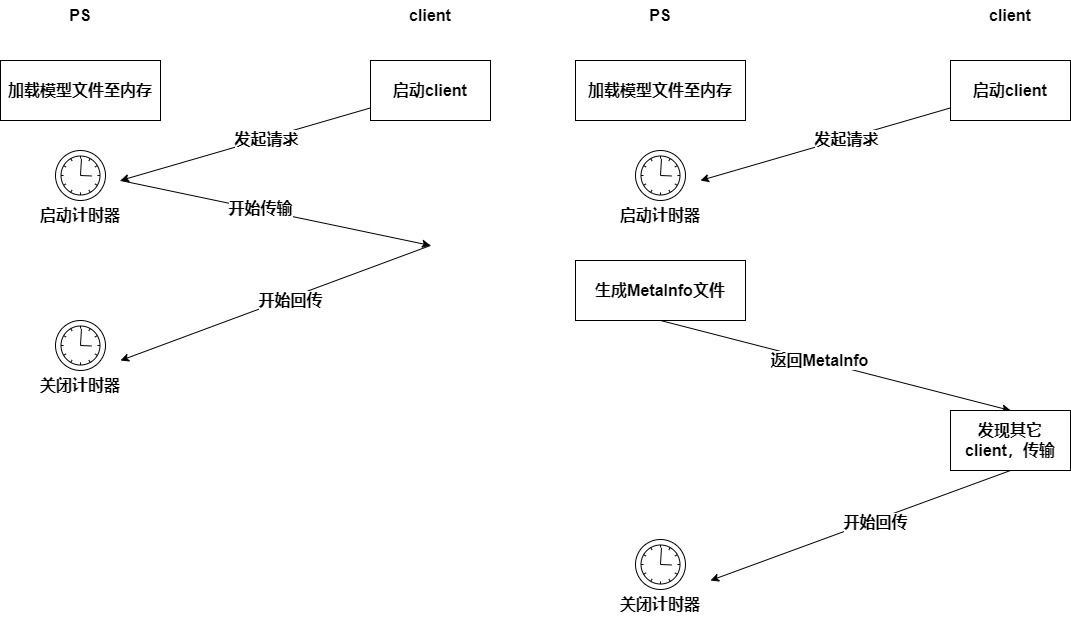 PS
client
加载模型文件至内存
启动client
发起请求
启动计时器
开始传输
开始回传
关闭计时器
PS
client
加载模型文件至内存
启动client
发起请求
启动计时器
生成MetaInfo文件
返回MetaInfo
发现其它
client，传输
开始回传
关闭计时器